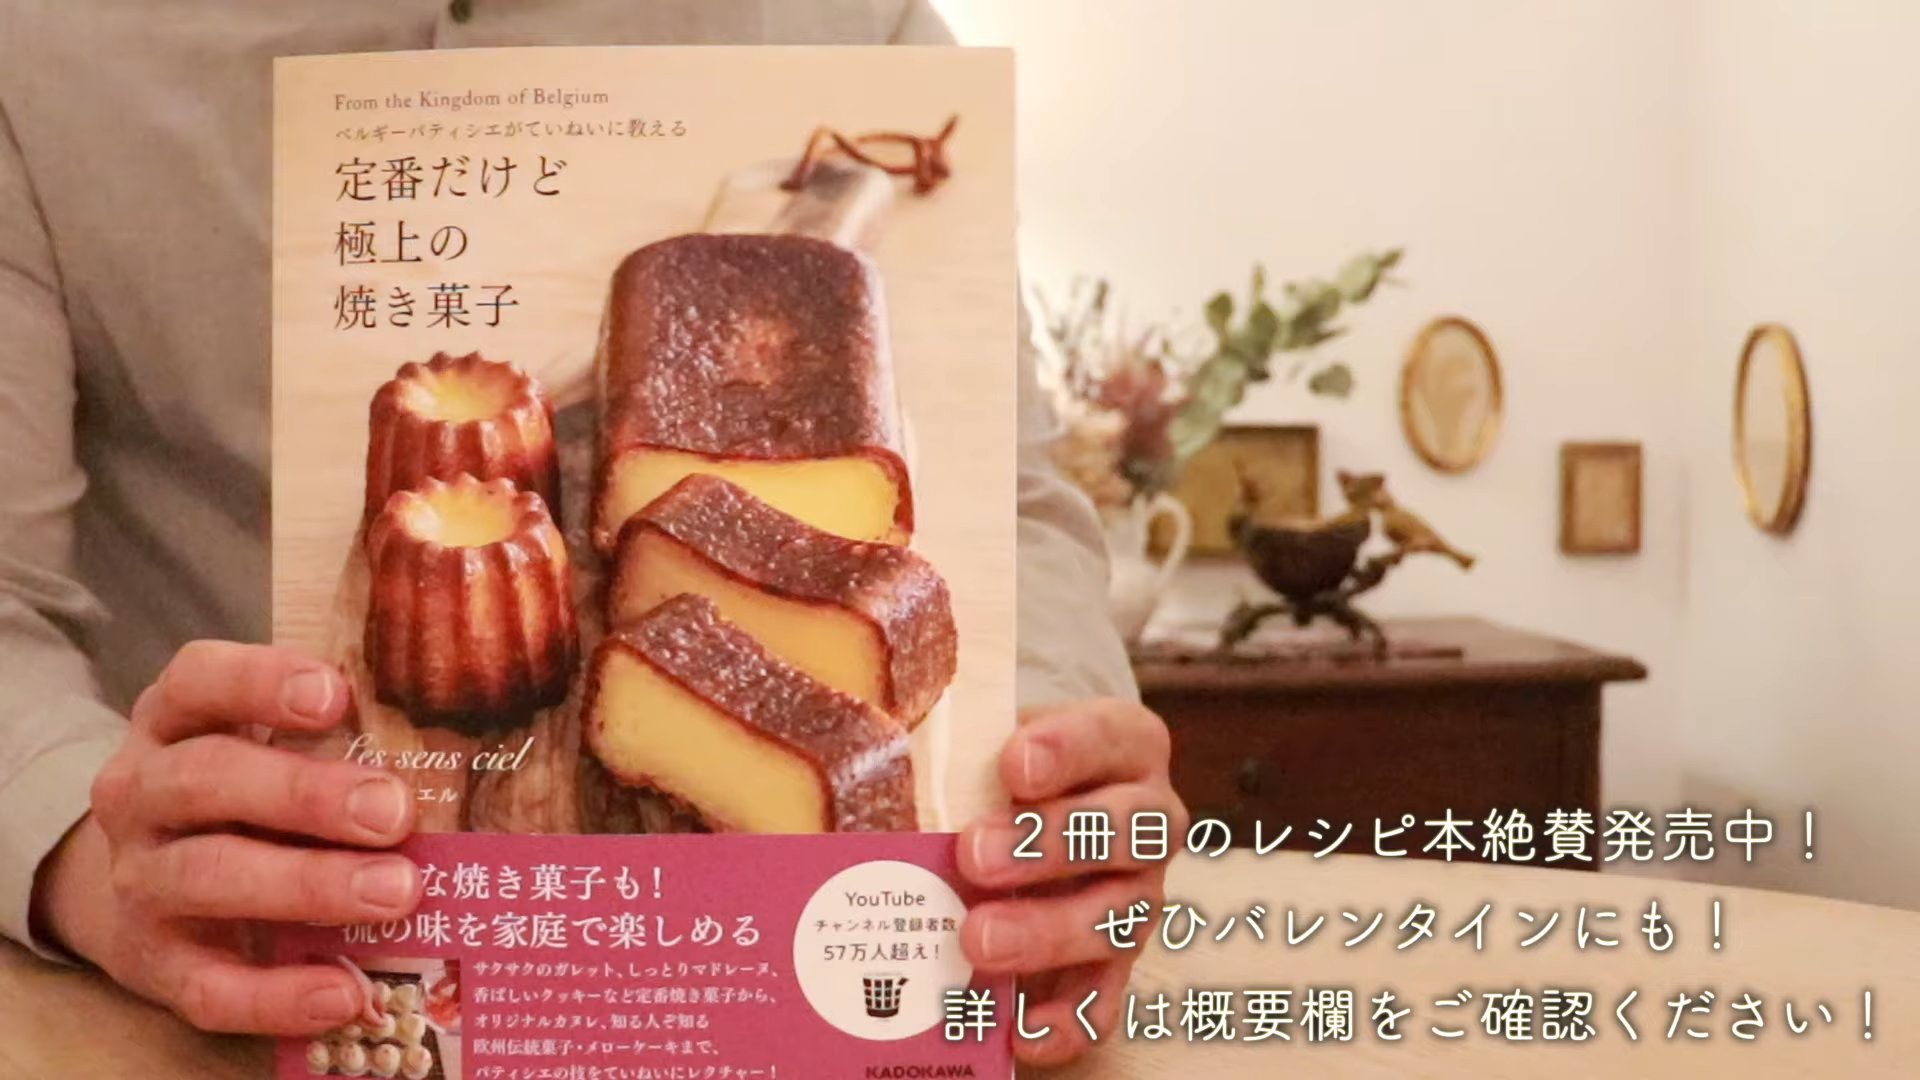 From the Kingdom of Belgium
ベルギーパティシエがていねいに教える
定番だけど
極上の
焼き菓子
Les sens ciel
エル
な焼き菓子も!
の味を家庭で楽しめる
サクサクのガレット、しっとりマドレーヌ、
香ばしいクッキーなど定番焼き菓子から、
オリジナルカヌレ、知る人ぞ知る
欧州伝統菓子・メローケーキまで、
パティシエの技をていねいにレクチャー!
YouTube
チャンネル登録者数
57万人超え!
KADOKAWA
2冊目のレシピ本絶賛発売中!
ぜひバレンタインにも!
詳しくは概要欄をご確認ください!